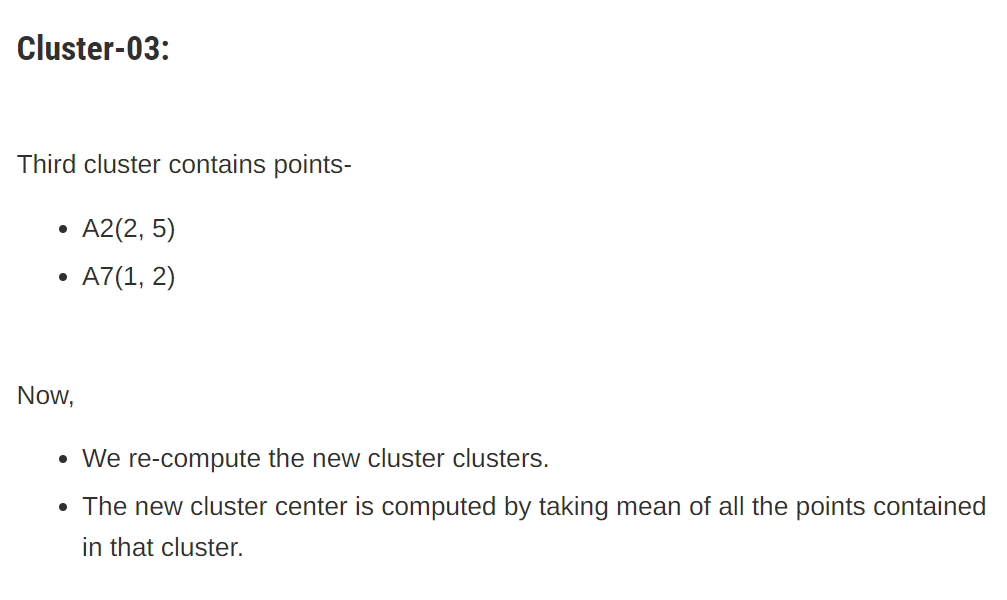 Cluster-03:
Third cluster contains points-
• A2(2, 5)
• A7(1, 2)
Now,
• We re-compute the new cluster clusters.
• The new cluster center is computed by taking mean of all the points contained
in that cluster.